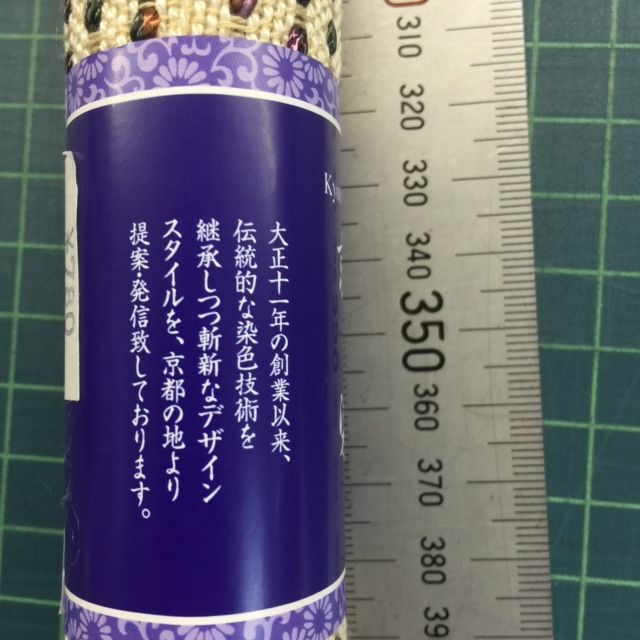 大正十一年の創業以来、
伝統的な染色技術を
継承しつつ斬新なデザイン
スタイルを、京都の地より
提案発信致しております。
¥780
Ky
310
320
330
340
350
360
370
380